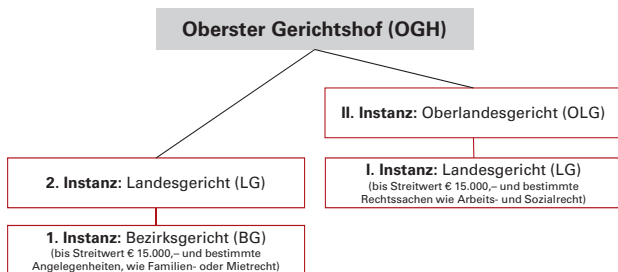 Oberster Gerichtshof (OGH)
II. Instanz: Oberlandesgericht (OLG)
2. Instanz: Landesgericht (LG)
I. Instanz: Landesgericht (LG)
(bis Streitwert € 15.000,– und bestimmte
Rechtssachen wie Arbeits- und Sozialrecht)
1. Instanz: Bezirksgericht (BG)
(bis Streitwert € 15.000,– und bestimmte
Angelegenheiten, wie Familien- oder Mietrecht)